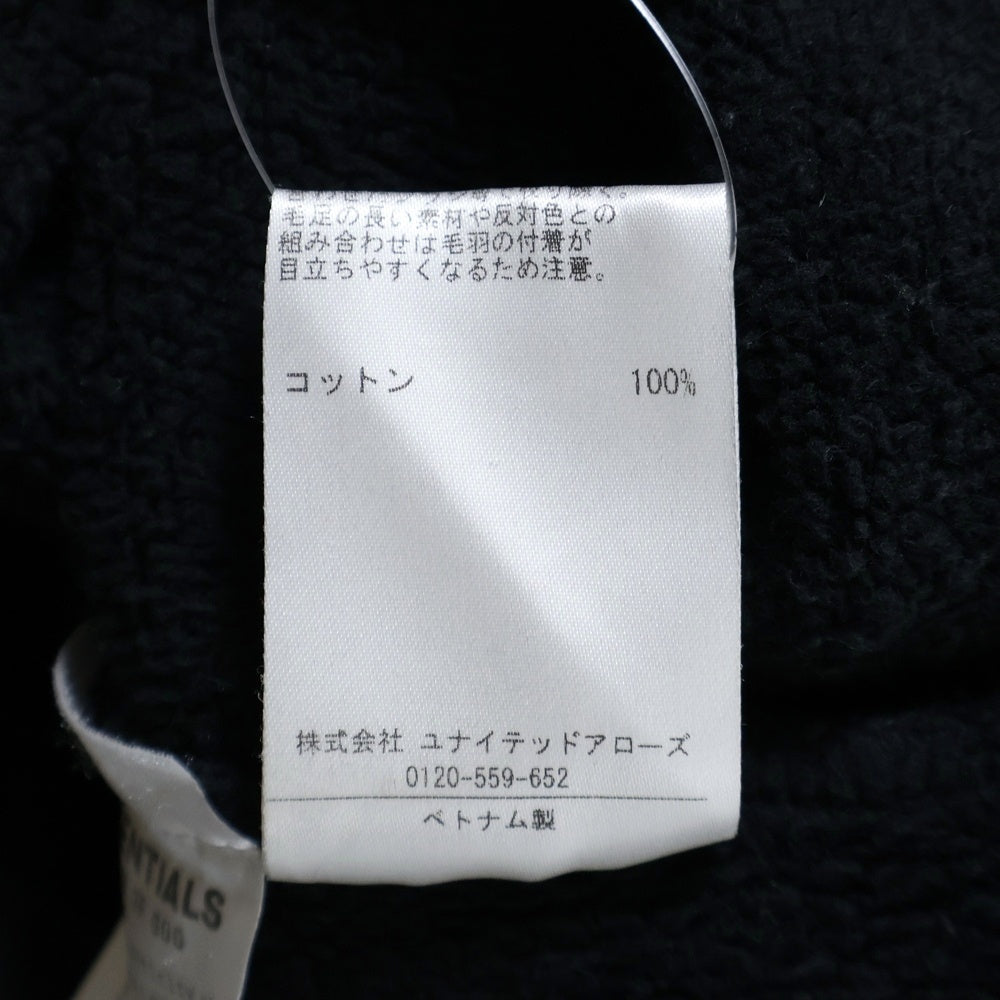 毛足の長い素材や反対色との
組み合わせは毛羽の付着が
目立ちやすくなるため注意。
コットン 100%
株式会社 ユナイテッドアローズ
0120-559-652
ベトナム製
NTIALS